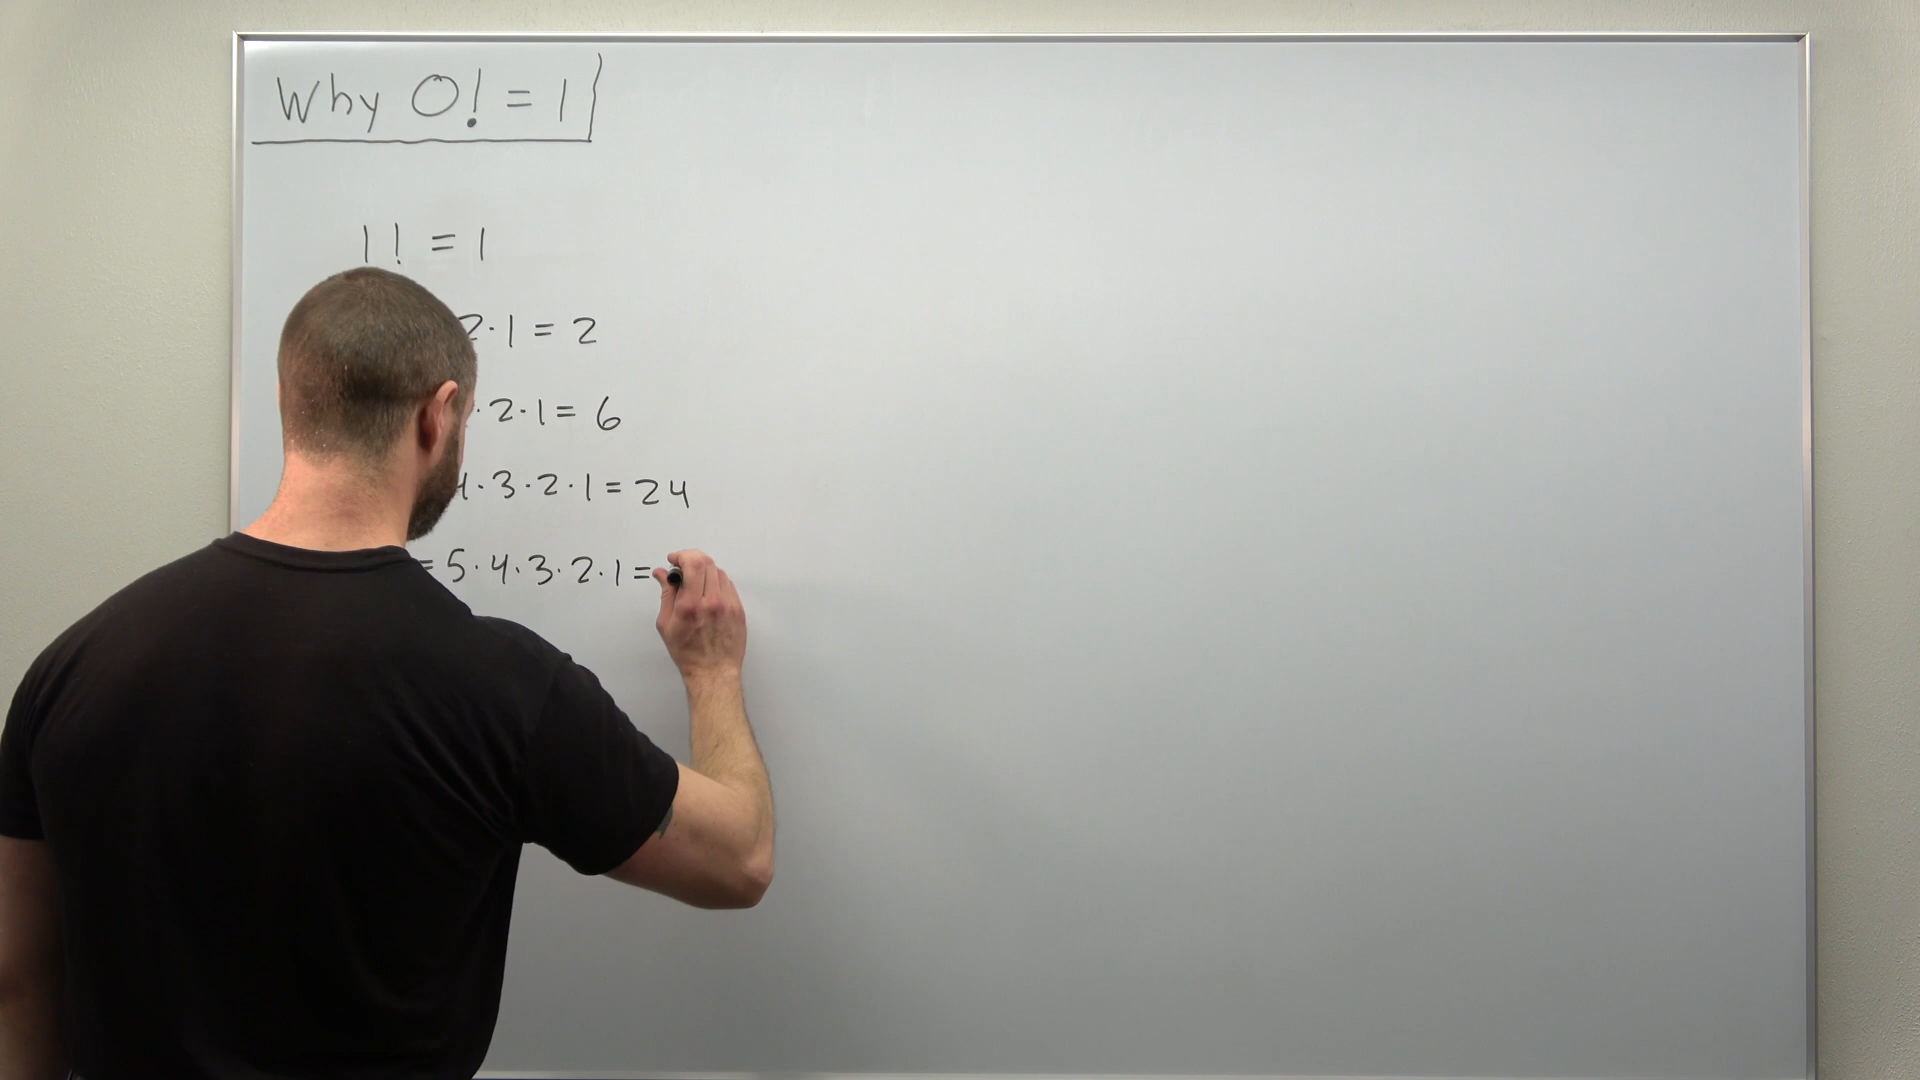 Why 0! = 1
1! = 1
2·1 = 2
·2·1 = 6
4·3·2·1 = 24
= 5·4·3·2·1 =